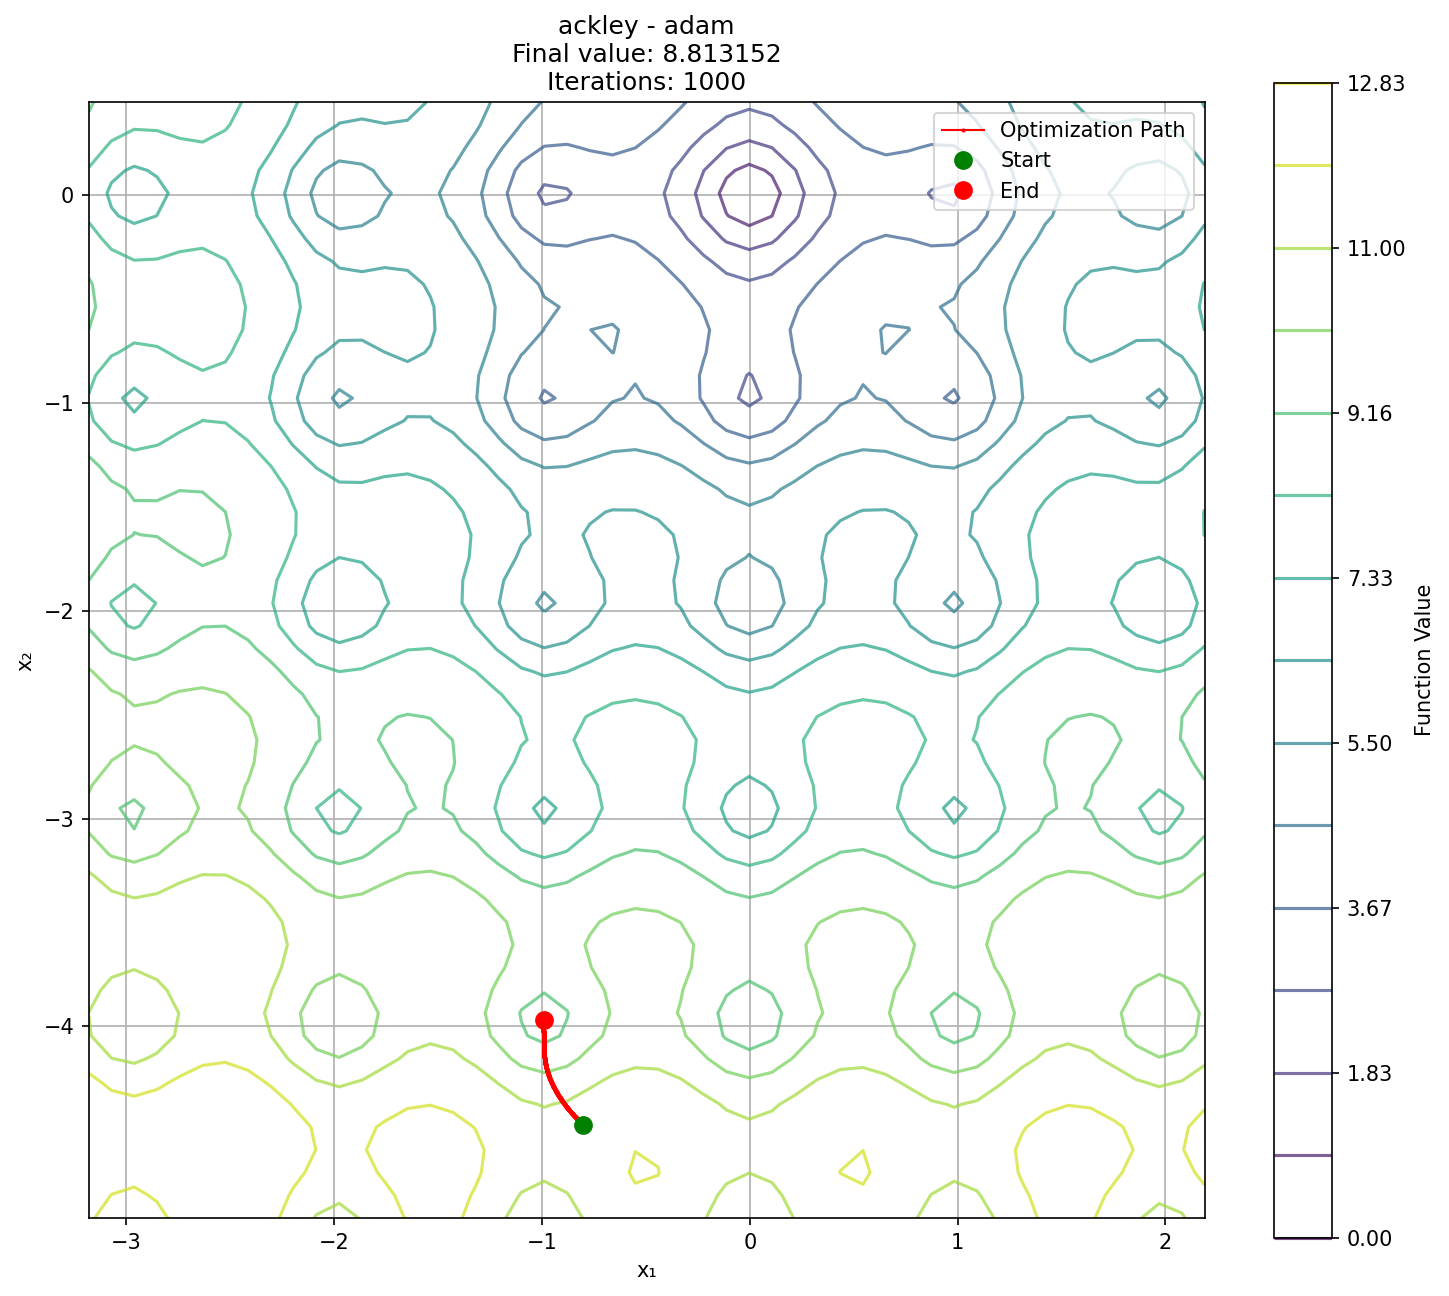 ackley - adam
Final value: 8.813152
Iterations: 1000
Optimization Path
Start
End
0
−1
−2
−3
−4
x₂
−3
−2
−1
0
1
2
x₁
12.83
11.00
9.16
7.33
5.50
3.67
1.83
0.00
Function Value